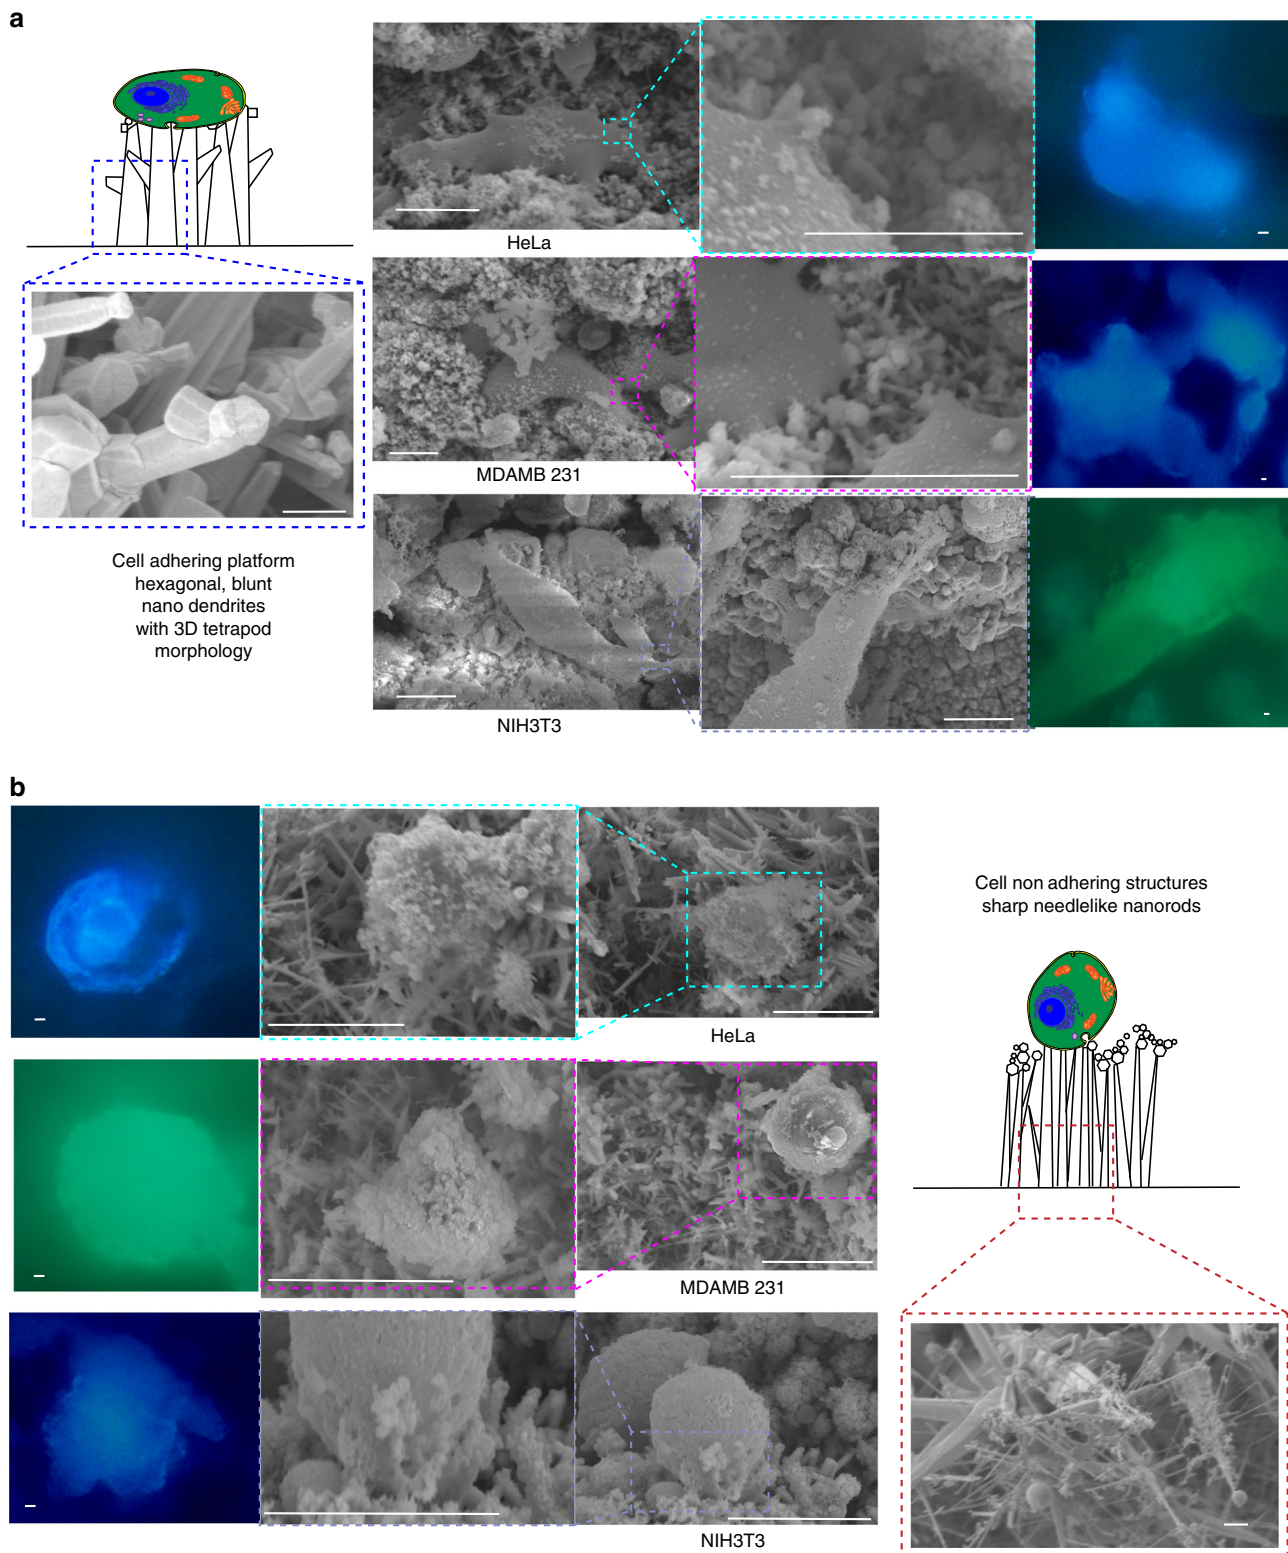 a
HeLa
MDAMB 231
Cell adhering platform
hexagonal, blunt
nano dendrites
with 3D tetrapod
morphology
NIH3T3
b
Cell non adhering structures
sharp needlelike nanorods
HeLa
MDAMB 231
NIH3T3